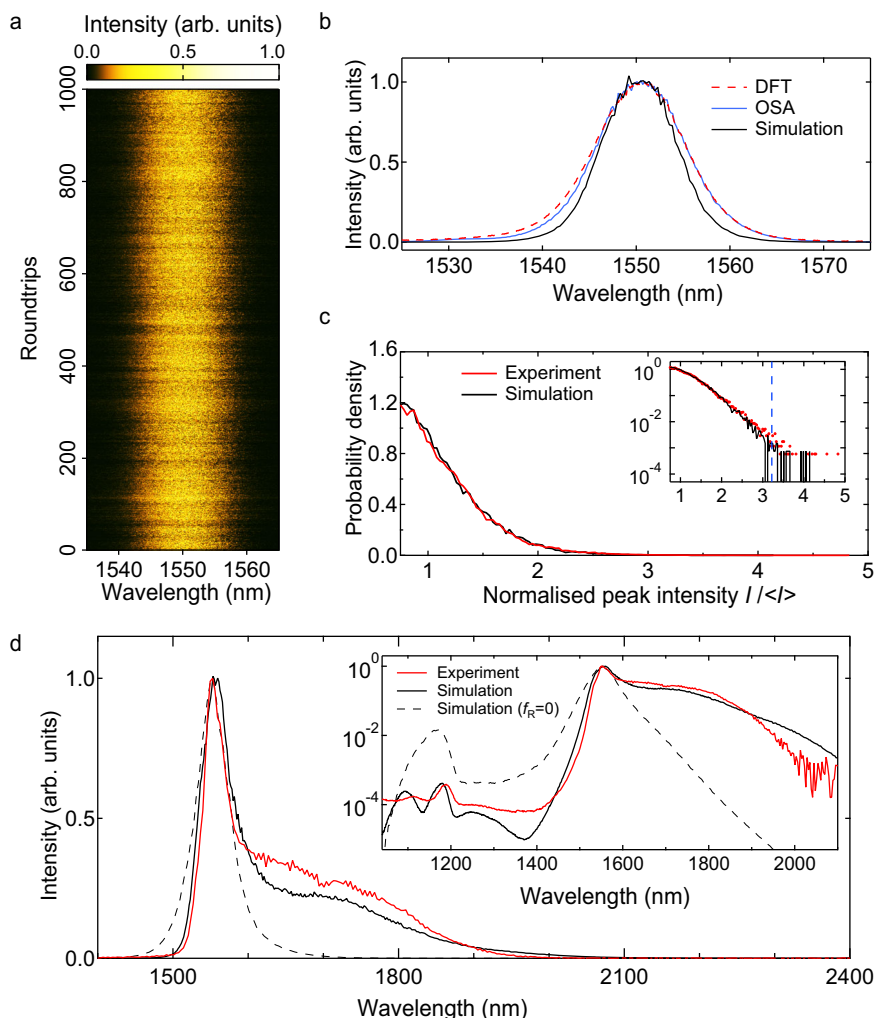 a
Intensity (arb. units)
0.0 0.5 1.0
Roundtrips
0 200 400 600 800 1000
1540 1550 1560
Wavelength (nm)
b
Intensity (arb. units)
0.0 0.5 1.0
DFT
OSA
Simulation
1530 1540 1550 1560 1570
Wavelength (nm)
c
Probability density
0.0 0.4 0.8 1.2 1.6
Experiment
Simulation
10⁰
10⁻²
10⁻⁴
1 2 3 4 5
1 2 3 4 5
Normalised peak intensity I /<I>
d
Intensity (arb. units)
0.0 0.5 1.0
Experiment
Simulation
Simulation (fR=0)
10⁰
10⁻²
10⁻⁴
1200 1400 1600 1800 2000
Wavelength (nm)
1500 1800 2100 2400
Wavelength (nm)